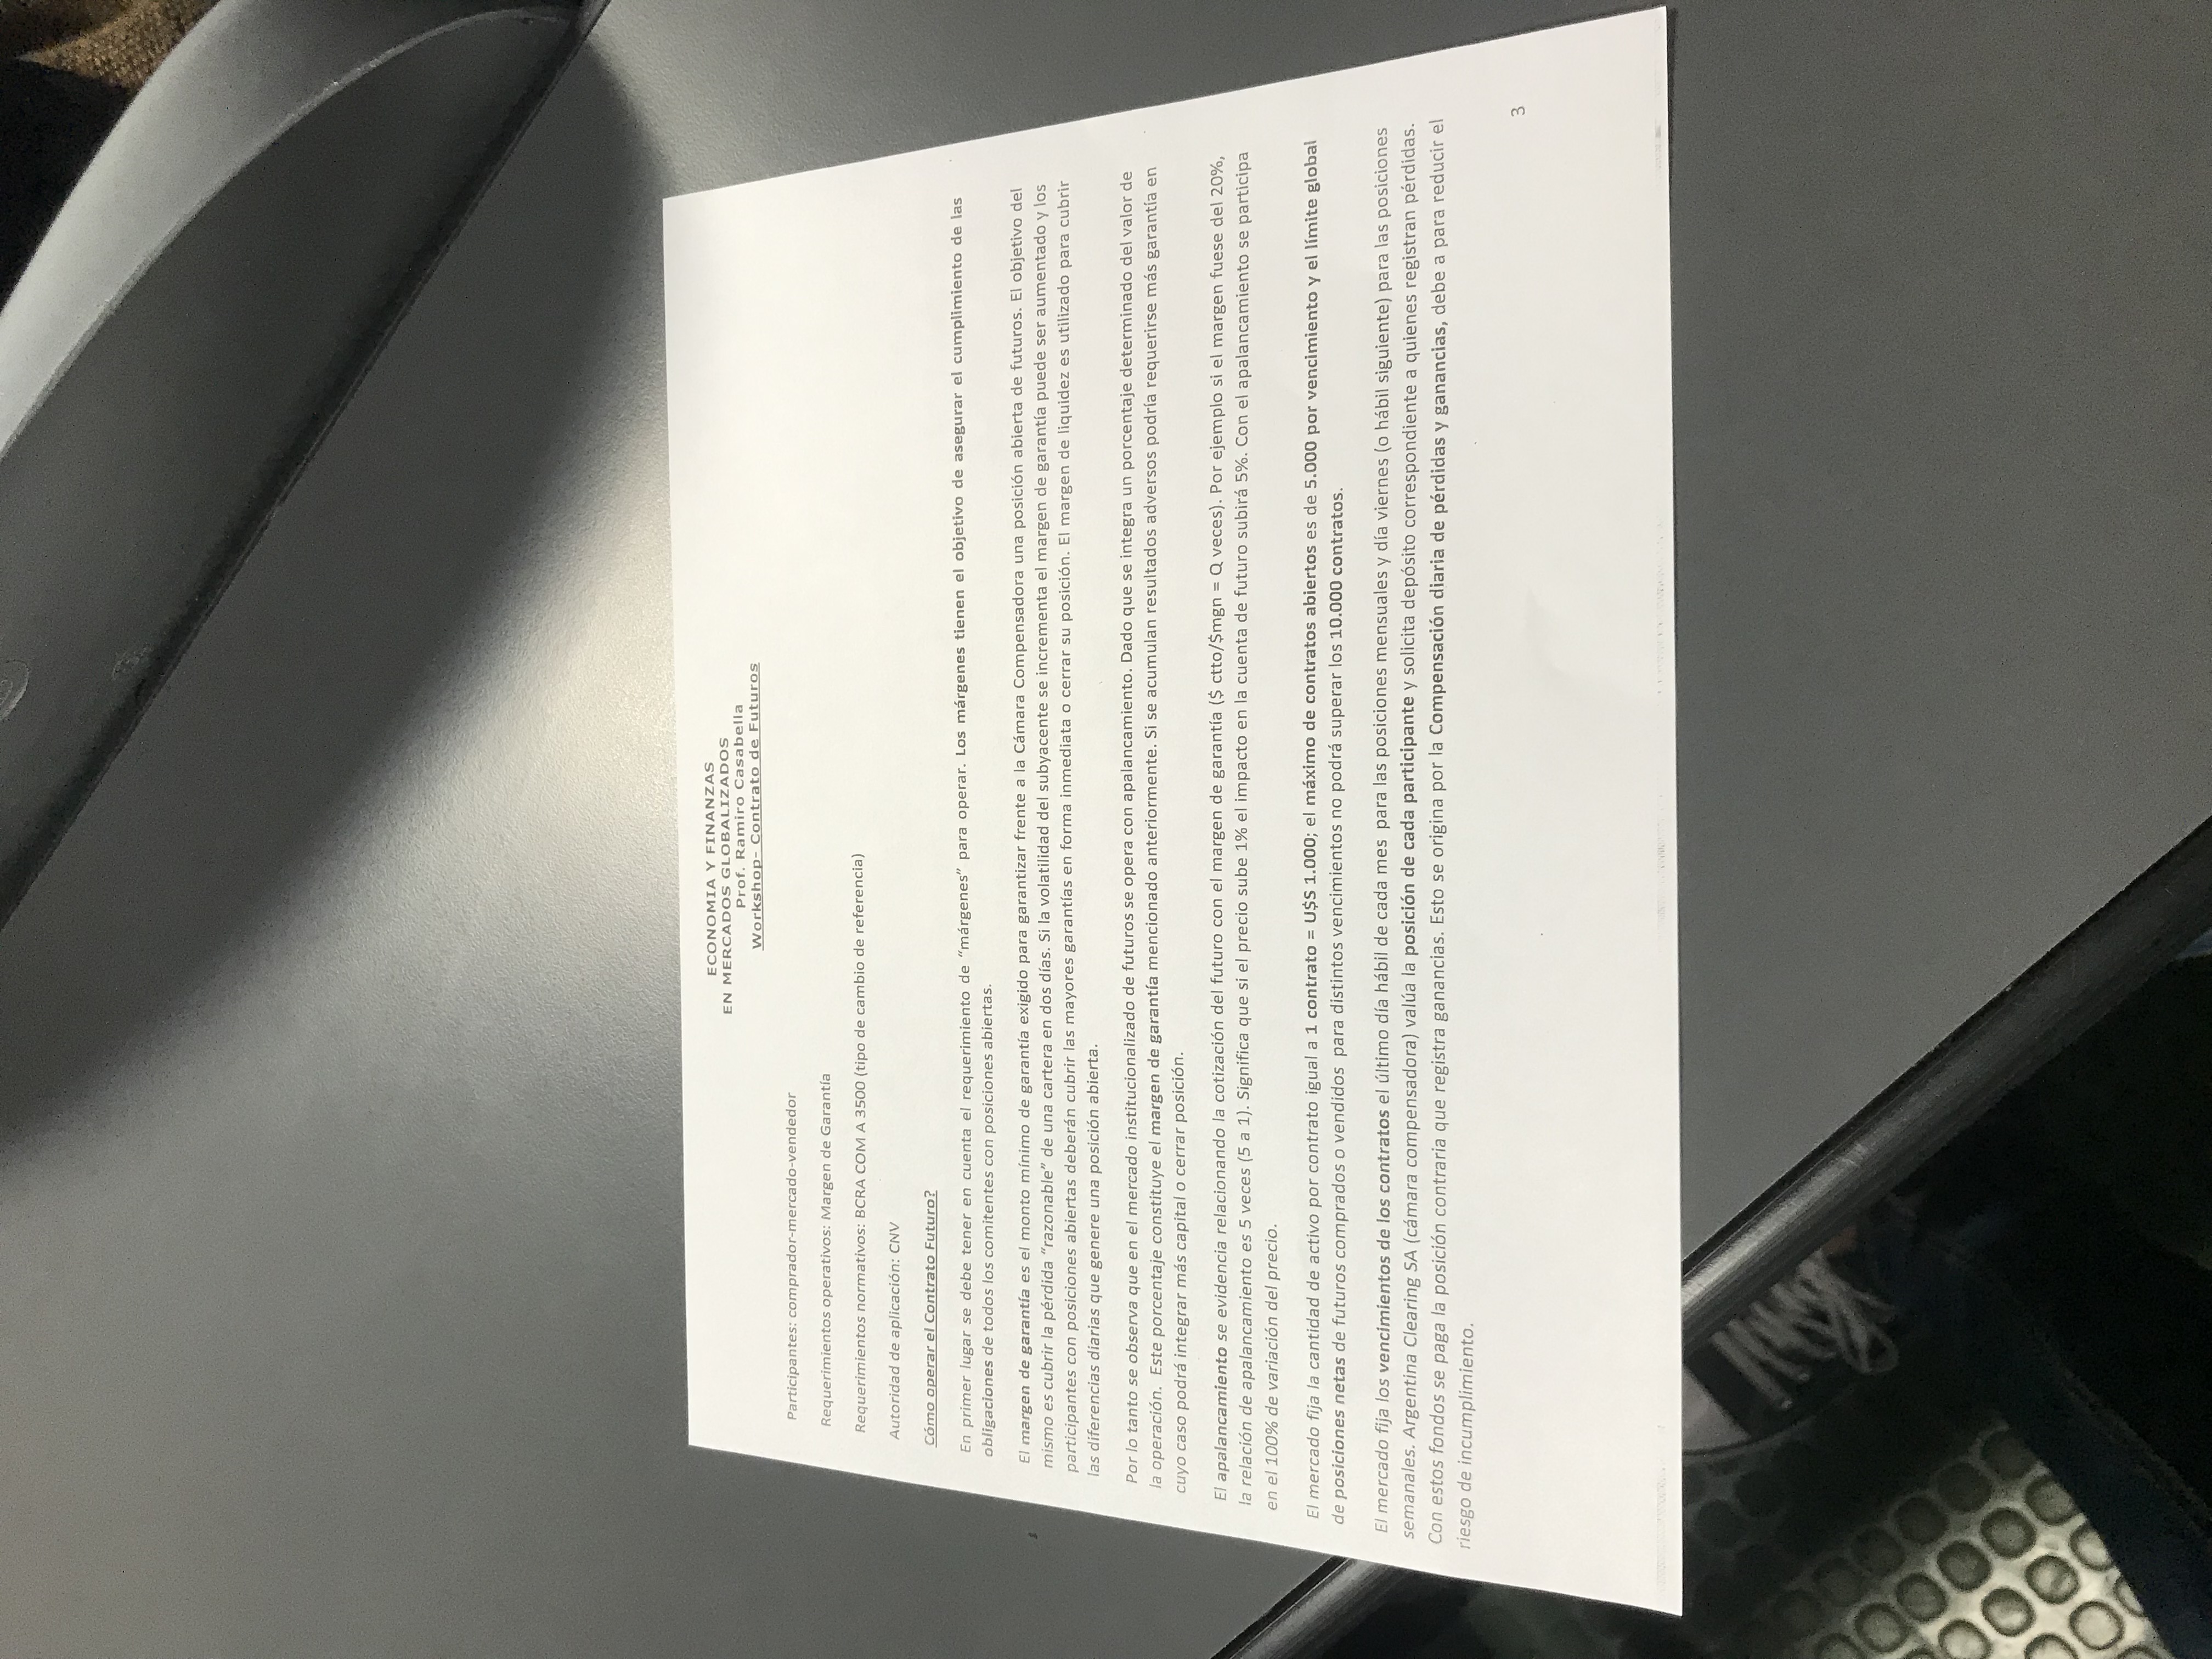 ECONOMIA Y FINANZAS
EN MERCADOS GLOBALIZADOS
Prof. Ramiro Casabella
Workshop- Contrato de Futuros
Participantes: comprador-mercado-vendedor
Requerimientos operativos: Margen de Garantía
Requerimientos normativos: BCRA COM A 3500 (tipo de cambio de referencia)
Autoridad de aplicación: CNV
Cómo operar el Contrato Futuro?
En primer lugar se debe tener en cuenta el requerimiento de “márgenes” para operar. Los márgenes tienen el objetivo de asegurar el cumplimiento de las
obligaciones de todos los comitentes con posiciones abiertas.
El margen de garantía es el monto mínimo de garantía exigido para garantizar frente a la Cámara Compensadora una posición abierta de futuros. El objetivo del
mismo es cubrir la pérdida “razonable” de una cartera en dos días. Si la volatilidad del subyacente se incrementa el margen de garantía puede ser aumentado y los
participantes con posiciones abiertas deberán cubrir las mayores garantías en forma inmediata o cerrar su posición. El margen de liquidez es utilizado para cubrir
las diferencias diarias que genere una posición abierta.
Por lo tanto se observa que en el mercado institucionalizado de futuros se opera con apalancamiento. Dado que se integra un porcentaje determinado del valor de
la operación. Este porcentaje constituye el margen de garantía mencionado anteriormente. Si se acumulan resultados adversos podría requerirse más garantía en
cuyo caso podrá integrar más capital o cerrar posición.
El apalancamiento se evidencia relacionando la cotización del futuro con el margen de garantía ($ ctto/$mgn = Q veces). Por ejemplo si el margen fuese del 20%,
la relación de apalancamiento es 5 veces (5 a 1). Significa que si el precio sube 1% el impacto en la cuenta de futuro subirá 5%. Con el apalancamiento se participa
en el 100% de variación del precio.
El mercado fija la cantidad de activo por contrato igual a 1 contrato = U$S 1.000; el máximo de contratos abiertos es de 5.000 por vencimiento y el límite global
de posiciones netas de futuros comprados o vendidos para distintos vencimientos no podrá superar los 10.000 contratos.
El mercado fija los vencimientos de los contratos el último día hábil de cada mes para las posiciones mensuales y día viernes (o hábil siguiente) para las posiciones
semanales. Argentina Clearing SA (cámara compensadora) valúa la posición de cada participante y solicita depósito correspondiente a quienes registran pérdidas.
Con estos fondos se paga la posición contraria que registra ganancias. Esto se origina por la Compensación diaria de pérdidas y ganancias, debe a para reducir el
riesgo de incumplimiento.
3